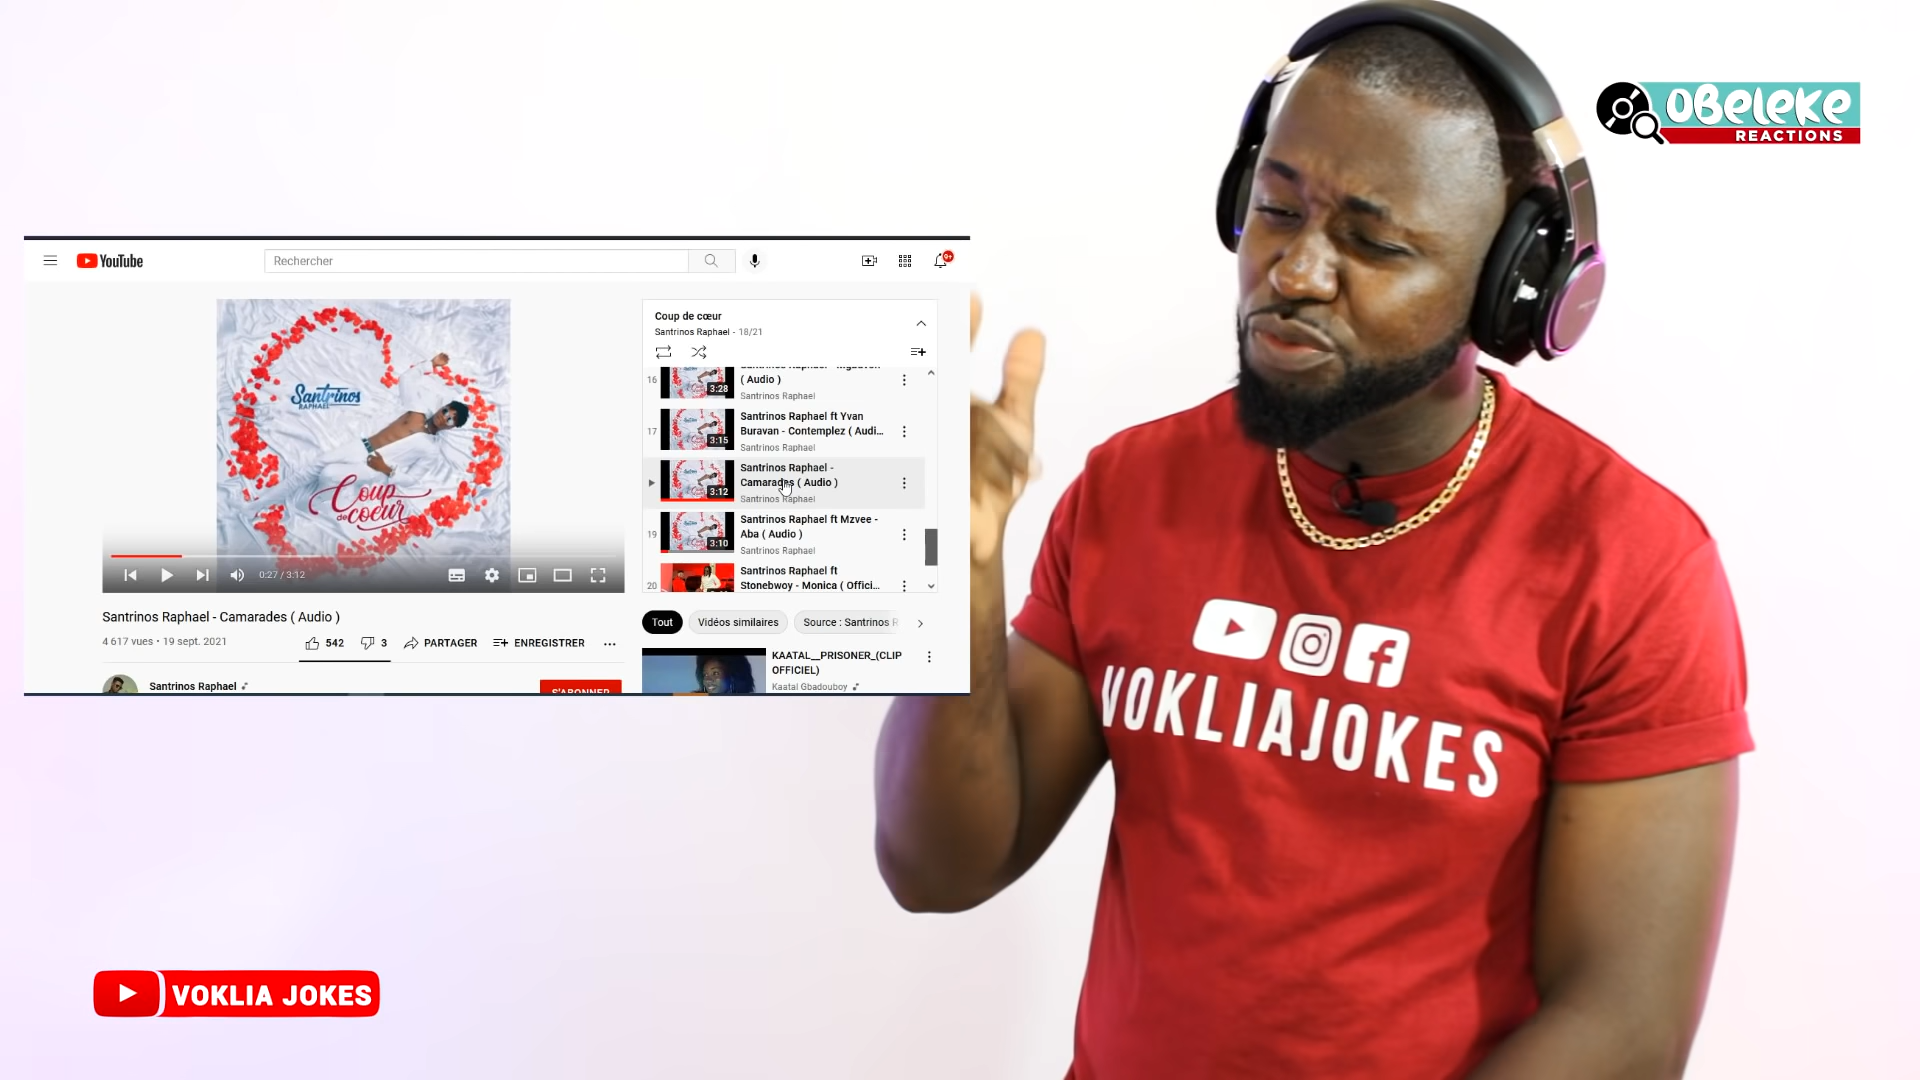 OBELEKE
REACTIONS
YouTube
Rechercher
9+
Santrinos
RAPHAEL
Coup
de coeur
0:27 / 3:12
Santrinos Raphael - Camarades ( Audio )
4 617 vues • 19 sept. 2021
542
3
PARTAGER
ENREGISTRER
Santrinos Raphael
S'ABONNER
Coup de cœur
Santrinos Raphael - 18/21
16
3:28
( Audio )
Santrinos Raphael
17
3:15
Santrinos Raphael ft Yvan
Buravan - Contemplez ( Audi...
Santrinos Raphael
3:12
Santrinos Raphael -
Camarades ( Audio )
Santrinos Raphael
19
3:10
Santrinos Raphael ft Mzvee -
Aba ( Audio )
Santrinos Raphael
20
Santrinos Raphael ft
Stonebwoy - Monica ( Offici...
Tout
Vidéos similaires
Source : Santrinos R
KAATAL__PRISONER_(CLIP
OFFICIEL)
Kaatal Gbadouboy
VOKLIAJOKES
VOKLIA JOKES